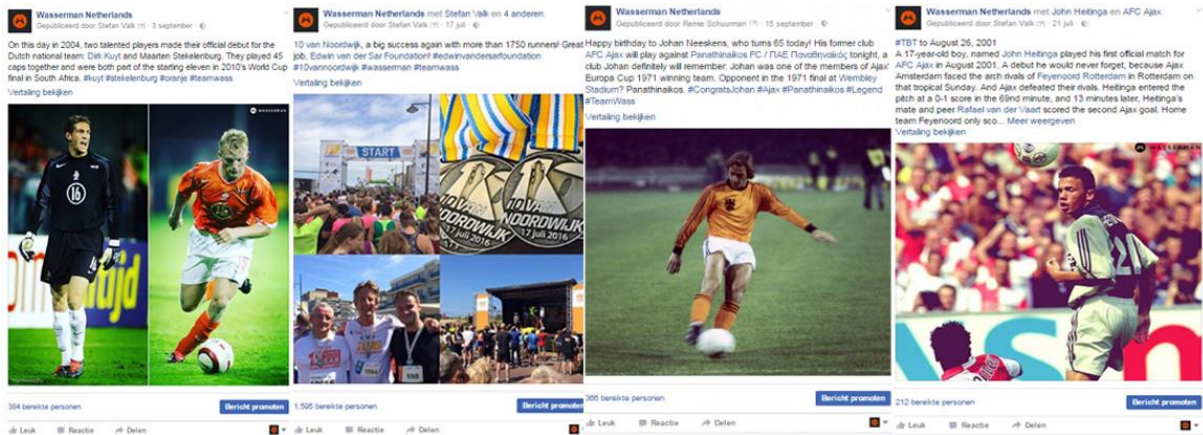 Wasserman Netherlands
Gepubliceerd door Stefan Valk [?] · 3 september ·
On this day in 2004, two talented players made their official debut for the
Dutch national team: Dirk Kuyt and Maarten Stekelenburg. They played 45
caps together and were both part of the starting eleven in 2010's World Cup
final in South Africa. #kuyt #stekelenburg #oranje #teamwass
Vertaling bekijken
WASSERMAN
16
16
tijd
384 bereikte personen
Bericht promoten
Leuk Reactie Delen
Wasserman Netherlands met Stefan Valk en 4 anderen.
Gepubliceerd door Stefan Valk [?] · 17 juli ·
10 van Noordwijk, a big success again with more than 1750 runners! Great
job, Edwin van der Sar Foundation! #edwinvandersarfoundation
#10vannoordwijk #wasserman #teamwass
Vertaling bekijken
START
10 VAN
NOORDWIJK
17 juli 2016
10 VAN
NOORDWIJK
17 juli 2016
1.595 bereikte personen
Bericht promoten
Leuk Reactie Delen
Wasserman Netherlands
Gepubliceerd door Reme Schuurman [?] · 15 september ·
Happy birthday to Johan Neeskens, who turns 65 today! His former club
AFC Ajax will play against Panathinaikos FC / ΠΑΕ Παναθηναϊκός tonight, a
club Johan definitely will remember. Johan was one of the members of Ajax'
Europa Cup 1971 winning team. Opponent in the 1971 final at Wembley
Stadium? Panathinaikos. #CongratsJohan #Ajax #Panathinaikos #Legend
#TeamWass
Vertaling bekijken
366 bereikte personen
Bericht promoten
Leuk Reactie Delen
Wasserman Netherlands met John Heitinga en AFC Ajax.
Gepubliceerd door Stefan Valk [?] · 21 juli ·
#TBT to August 26, 2001
A 17-year-old boy, named John Heitinga played his first official match for
AFC Ajax in August 2001. A debut he would never forget, because Ajax
Amsterdam faced the arch rivals of Feyenoord Rotterdam in Rotterdam on
that tropical Sunday. And Ajax defeated their rivals. Heitinga entered the
pitch at a 0-1 score in the 69nd minute, and 13 minutes later, Heitinga's
mate and peer Rafael van der Vaart scored the second Ajax goal. Home
team Feyenoord only sco... Meer weergeven
Vertaling bekijken
WASSERMAN
21
212 bereikte personen
Bericht promoten
Leuk Reactie Delen